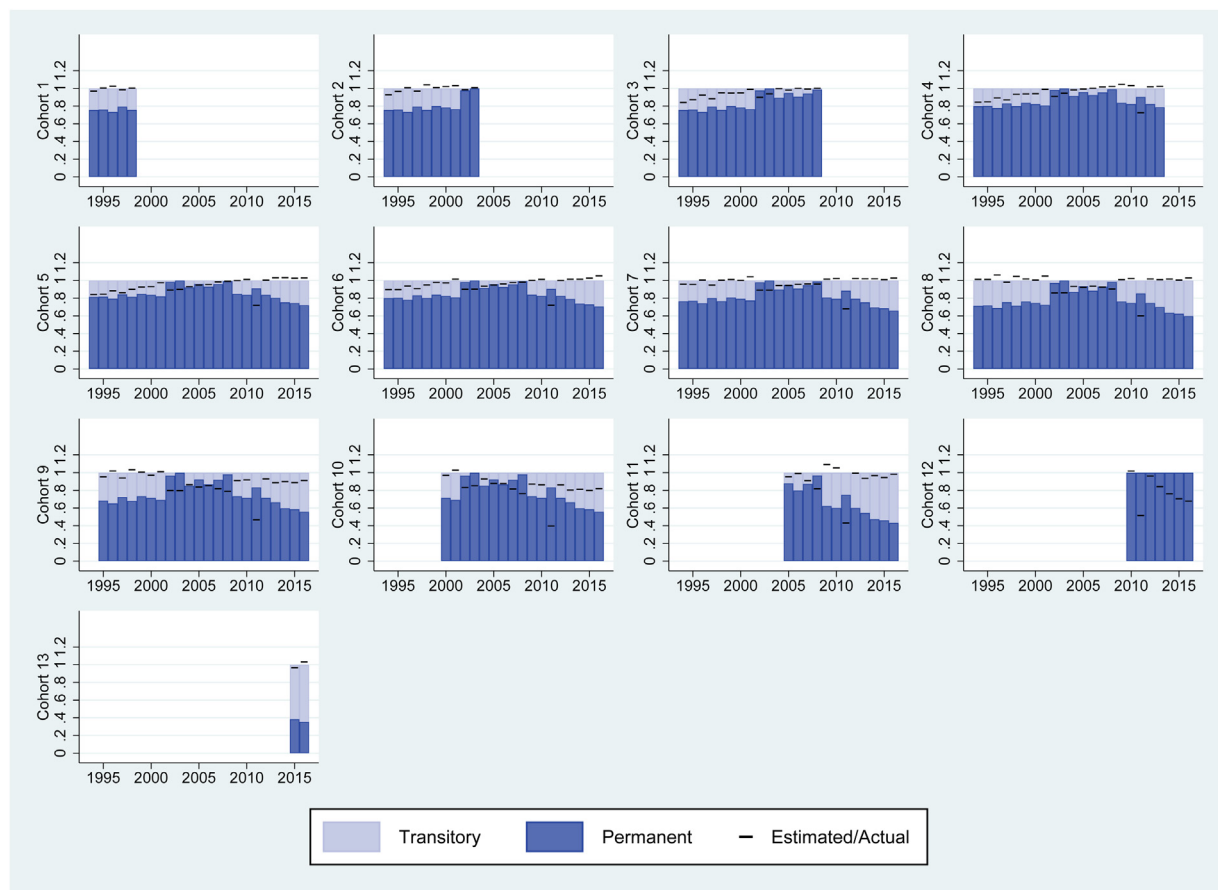 Cohort 1
0 .2 .4 .6 .8 1 1.2
1995 2000 2005 2010 2015
Cohort 2
0 .2 .4 .6 .8 1 1.2
1995 2000 2005 2010 2015
Cohort 3
0 .2 .4 .6 .8 1 1.2
1995 2000 2005 2010 2015
Cohort 4
0 .2 .4 .6 .8 1 1.2
1995 2000 2005 2010 2015
Cohort 5
0 .2 .4 .6 .8 1 1.2
1995 2000 2005 2010 2015
Cohort 6
0 .2 .4 .6 .8 1 1.2
1995 2000 2005 2010 2015
Cohort 7
0 .2 .4 .6 .8 1 1.2
1995 2000 2005 2010 2015
Cohort 8
0 .2 .4 .6 .8 1 1.2
1995 2000 2005 2010 2015
Cohort 9
0 .2 .4 .6 .8 1 1.2
1995 2000 2005 2010 2015
Cohort 10
0 .2 .4 .6 .8 1 1.2
1995 2000 2005 2010 2015
Cohort 11
0 .2 .4 .6 .8 1 1.2
1995 2000 2005 2010 2015
Cohort 12
0 .2 .4 .6 .8 1 1.2
1995 2000 2005 2010 2015
Cohort 13
0 .2 .4 .6 .8 1 1.2
1995 2000 2005 2010 2015
Transitory Permanent Estimated/Actual